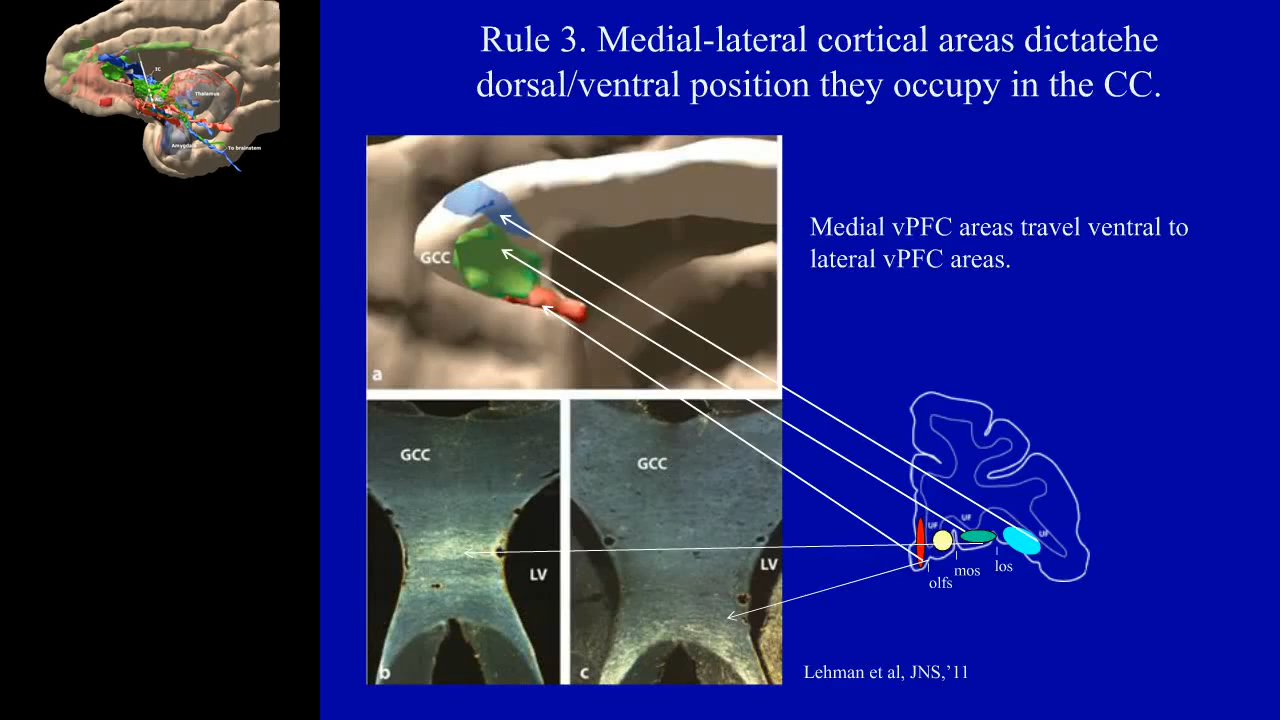 Rule 3. Medial-lateral cortical areas dictatehe
dorsal/ventral position they occupy in the CC.
IC
Thalamus
Amygdala
To brainstem
Medial vPFC areas travel ventral to
lateral vPFC areas.
GCC
a
GCC
LV
b
GCC
LV
c
UF
UF
UF
olfs
mos
los
Lehman et al, JNS,’11